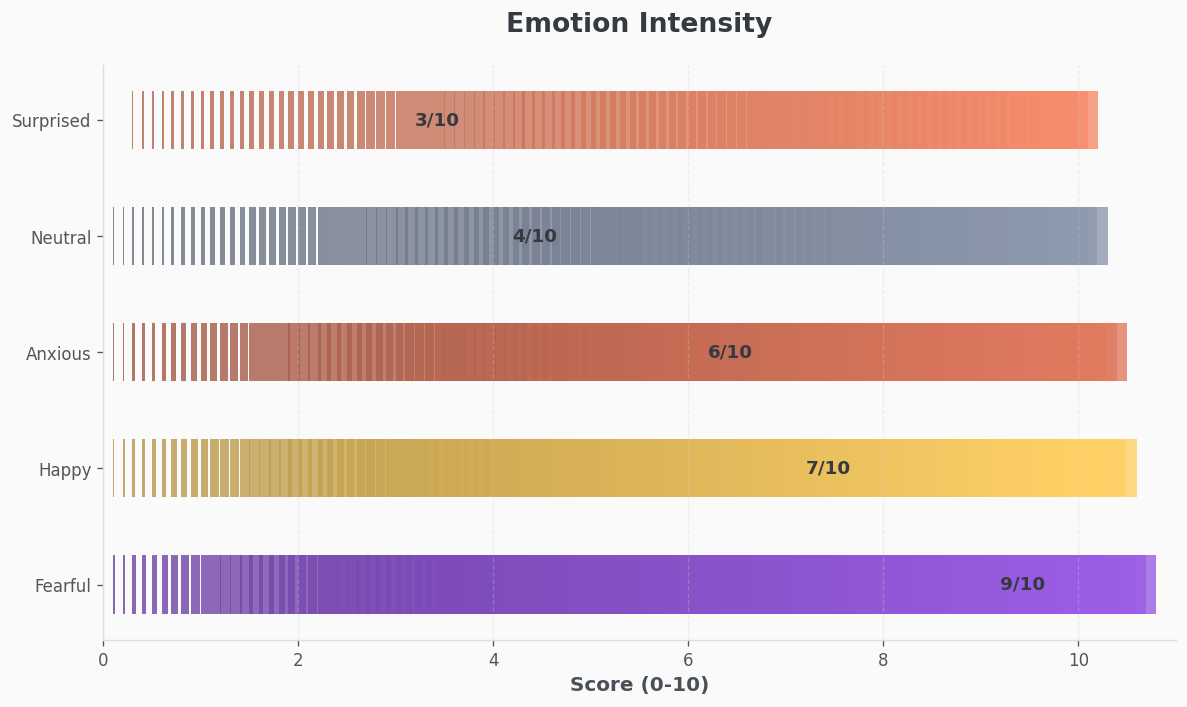 Emotion Intensity
Surprised
3/10
Neutral
4/10
Anxious
6/10
Happy
7/10
Fearful
9/10
0 2 4 6 8 10
Score (0-10)